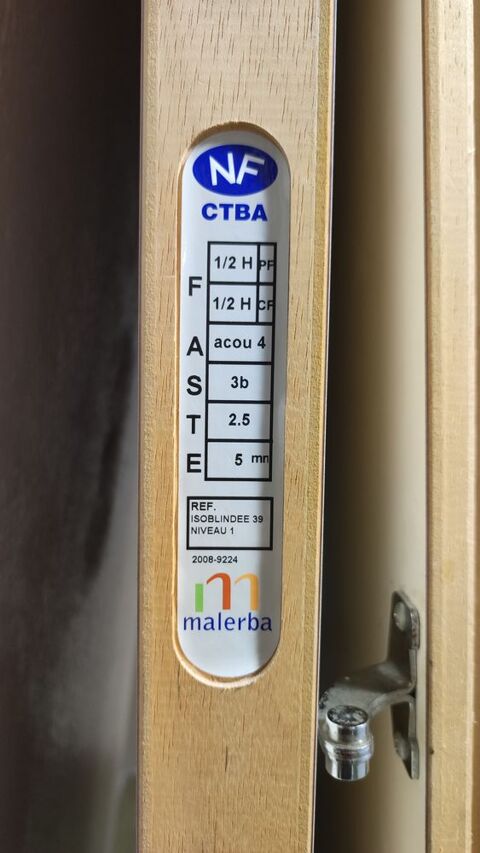 NF
CTBA
F 1/2 H PF
1/2 H CF
A acou 4
S 3b
T 2.5
E 5 mm
REF.
ISOBLINDEE 39
NIVEAU 1
2008-9224
m
malerba